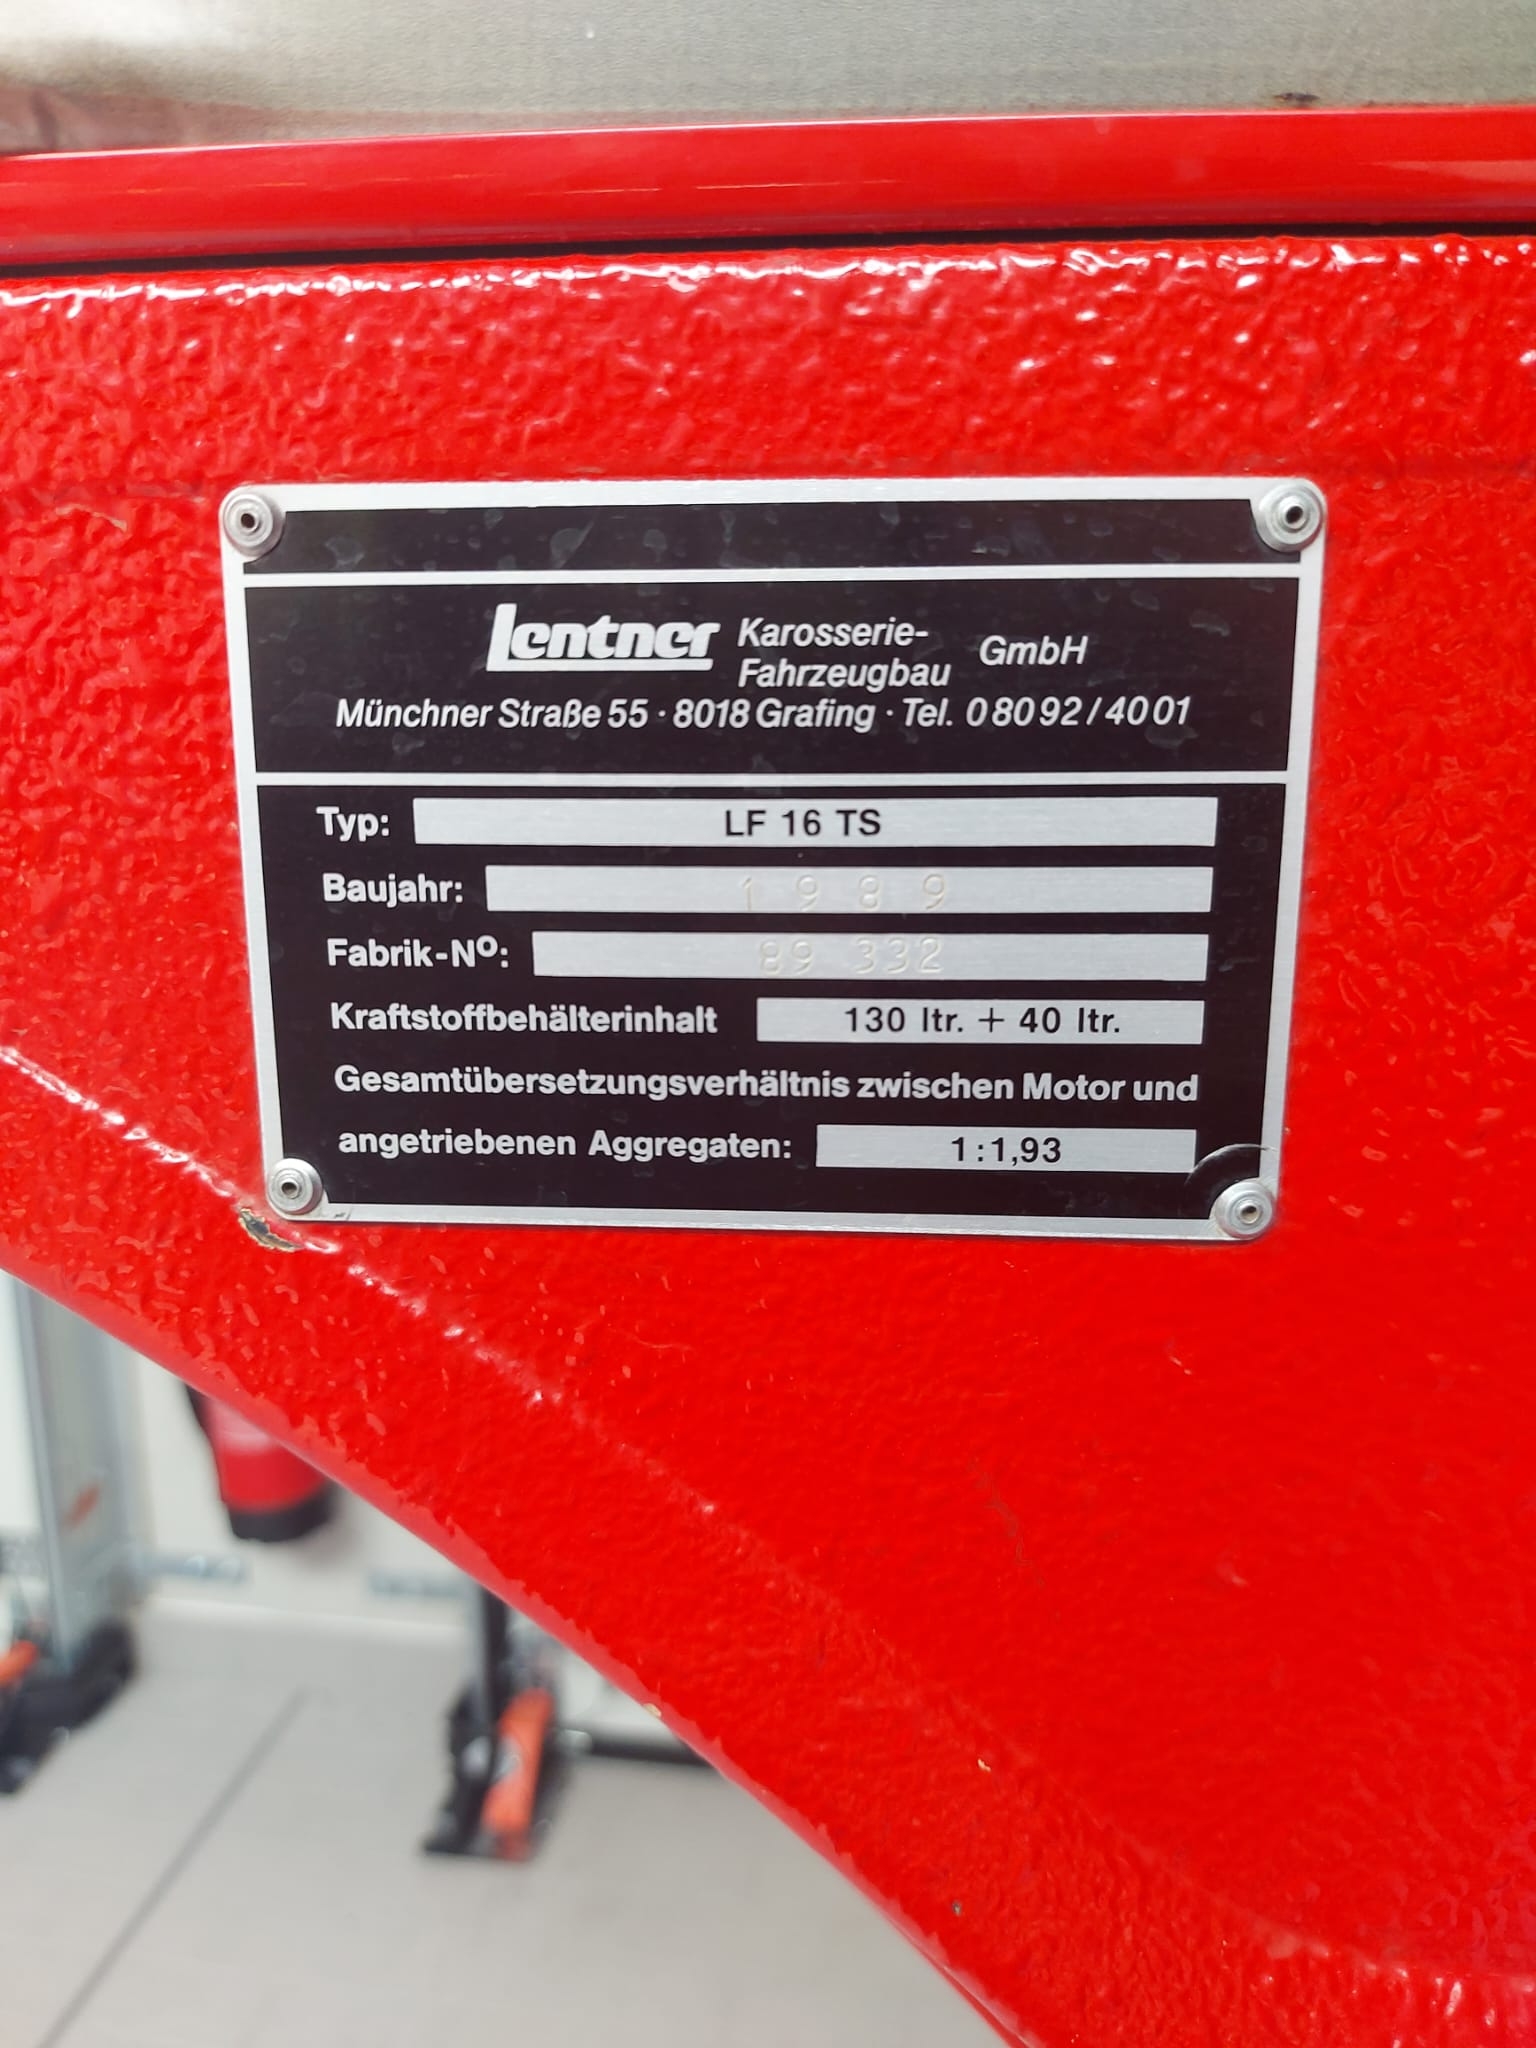 Lentner Karosserie-Fahrzeugbau GmbH
Münchner Straße 55 · 8018 Grafing · Tel. 08092/4001
Typ: LF 16 TS
Baujahr: 1989
Fabrik-Nº: 89 332
Kraftstoffbehälterinhalt 130 ltr. + 40 ltr.
Gesamtübersetzungsverhältnis zwischen Motor und
angetriebenen Aggregaten: 1:1,93